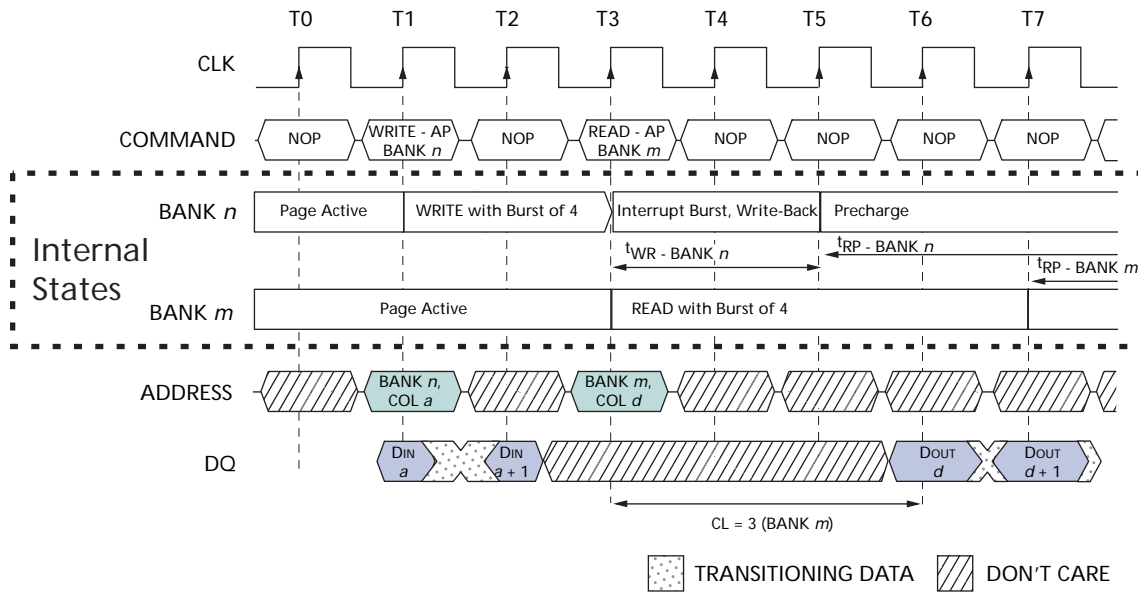 T0 T1 T2 T3 T4 T5 T6 T7
CLK
COMMAND NOP WRITE - AP BANK n NOP READ - AP BANK m NOP NOP NOP NOP
BANK n Page Active WRITE with Burst of 4 Interrupt Burst, Write-Back Precharge
Internal
States
tWR - BANK n tRP - BANK n
tRP - BANK m
BANK m Page Active READ with Burst of 4
ADDRESS BANK n, COL a BANK m, COL d
DQ DIN a DIN a + 1 DOUT d DOUT d + 1
CL = 3 (BANK m)
TRANSITIONING DATA DON'T CARE